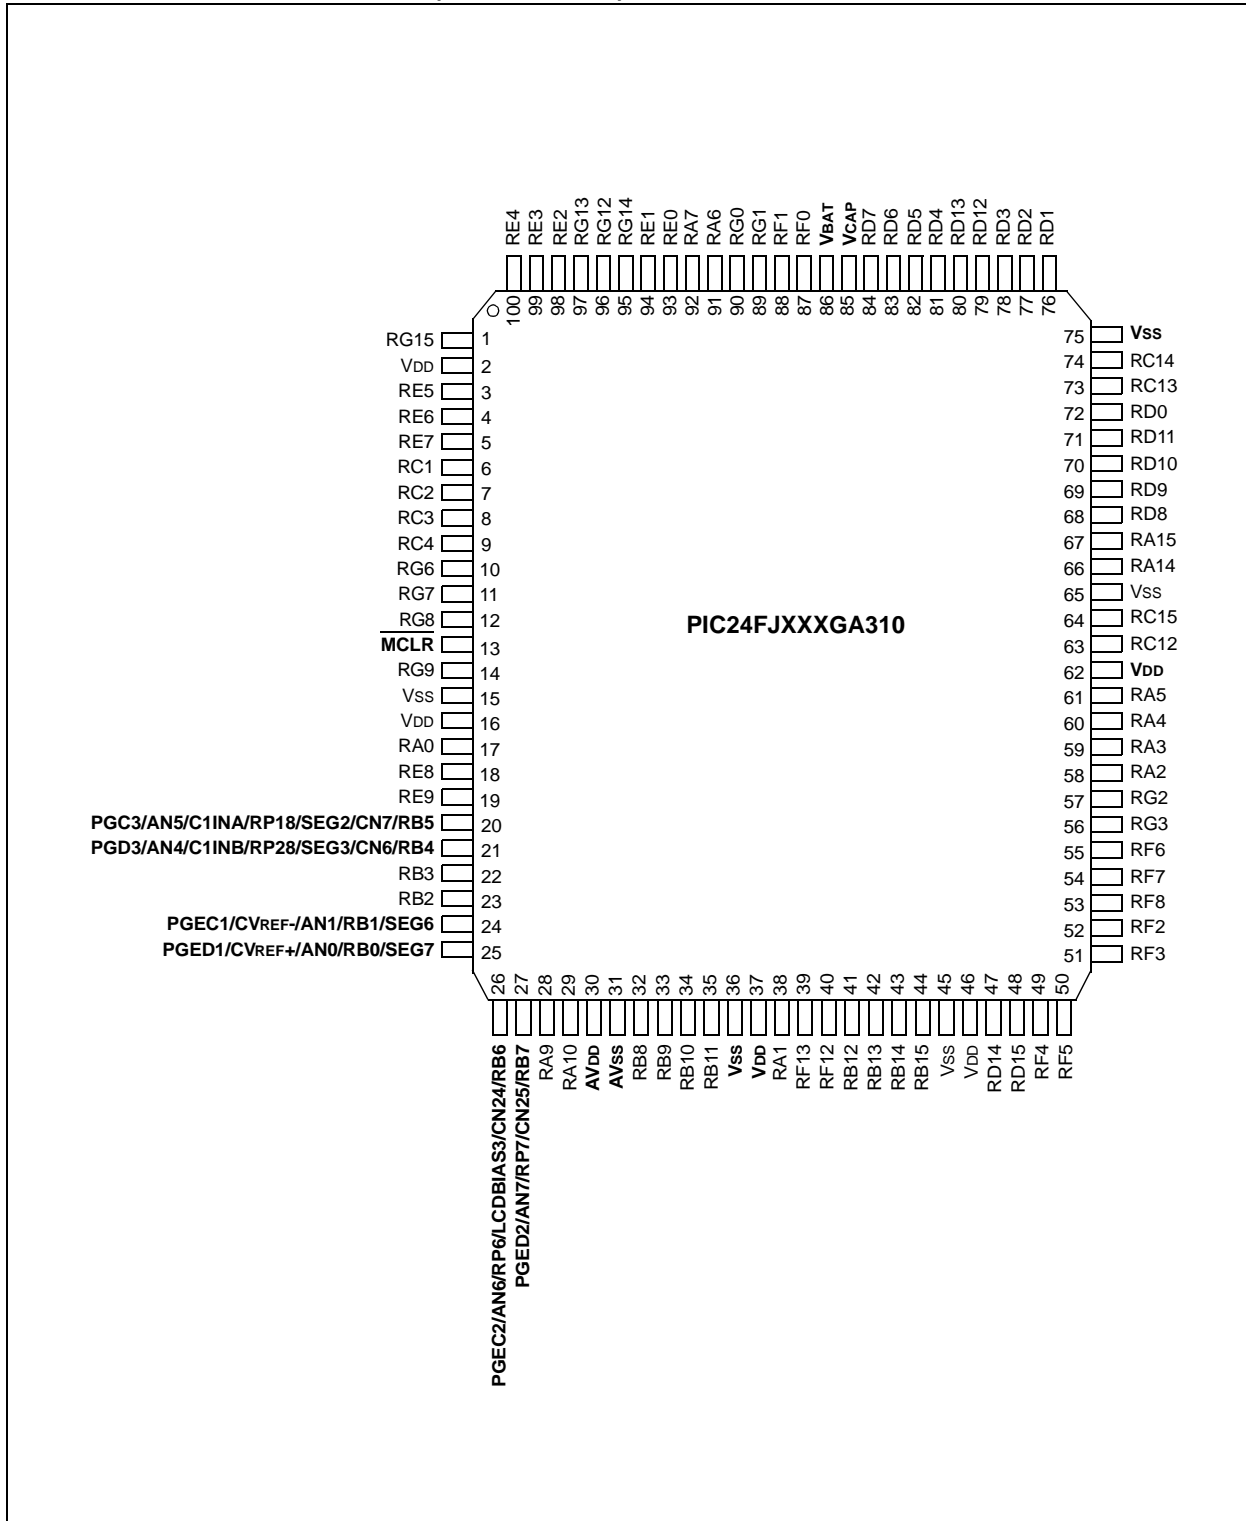 RE4
RE3
RE2
RG13
RG12
RG14
RE1
RE0
RA7
RA6
RG0
RG1
RF1
RF0
VBAT
VCAP
RD7
RD6
RD5
RD4
RD13
RD12
RD3
RD2
RD1
100
99
98
97
96
95
94
93
92
91
90
89
88
87
86
85
84
83
82
81
80
79
78
77
76
RG15 1
VDD 2
RE5 3
RE6 4
RE7 5
RC1 6
RC2 7
RC3 8
RC4 9
RG6 10
RG7 11
RG8 12
MCLR 13
RG9 14
VSS 15
VDD 16
RA0 17
RE8 18
RE9 19
PGC3/AN5/C1INA/RP18/SEG2/CN7/RB5 20
PGD3/AN4/C1INB/RP28/SEG3/CN6/RB4 21
RB3 22
RB2 23
PGEC1/CVREF-/AN1/RB1/SEG6 24
PGED1/CVREF+/AN0/RB0/SEG7 25
PIC24FJXXXGA310
75 VSS
74 RC14
73 RC13
72 RD0
71 RD11
70 RD10
69 RD9
68 RD8
67 RA15
66 RA14
65 VSS
64 RC15
63 RC12
62 VDD
61 RA5
60 RA4
59 RA3
58 RA2
57 RG2
56 RG3
55 RF6
54 RF7
53 RF8
52 RF2
51 RF3
26
27
28
29
30
31
32
33
34
35
36
37
38
39
40
41
42
43
44
45
46
47
48
49
50
PGEC2/AN6/RP6/LCDBIAS3/CN24/RB6
PGED2/AN7/RP7/CN25/RB7
RA9
RA10
AVDD
AVSS
RB8
RB9
RB10
RB11
VSS
VDD
RA1
RF13
RF12
RB12
RB13
RB14
RB15
VSS
VDD
RD14
RD15
RF4
RF5